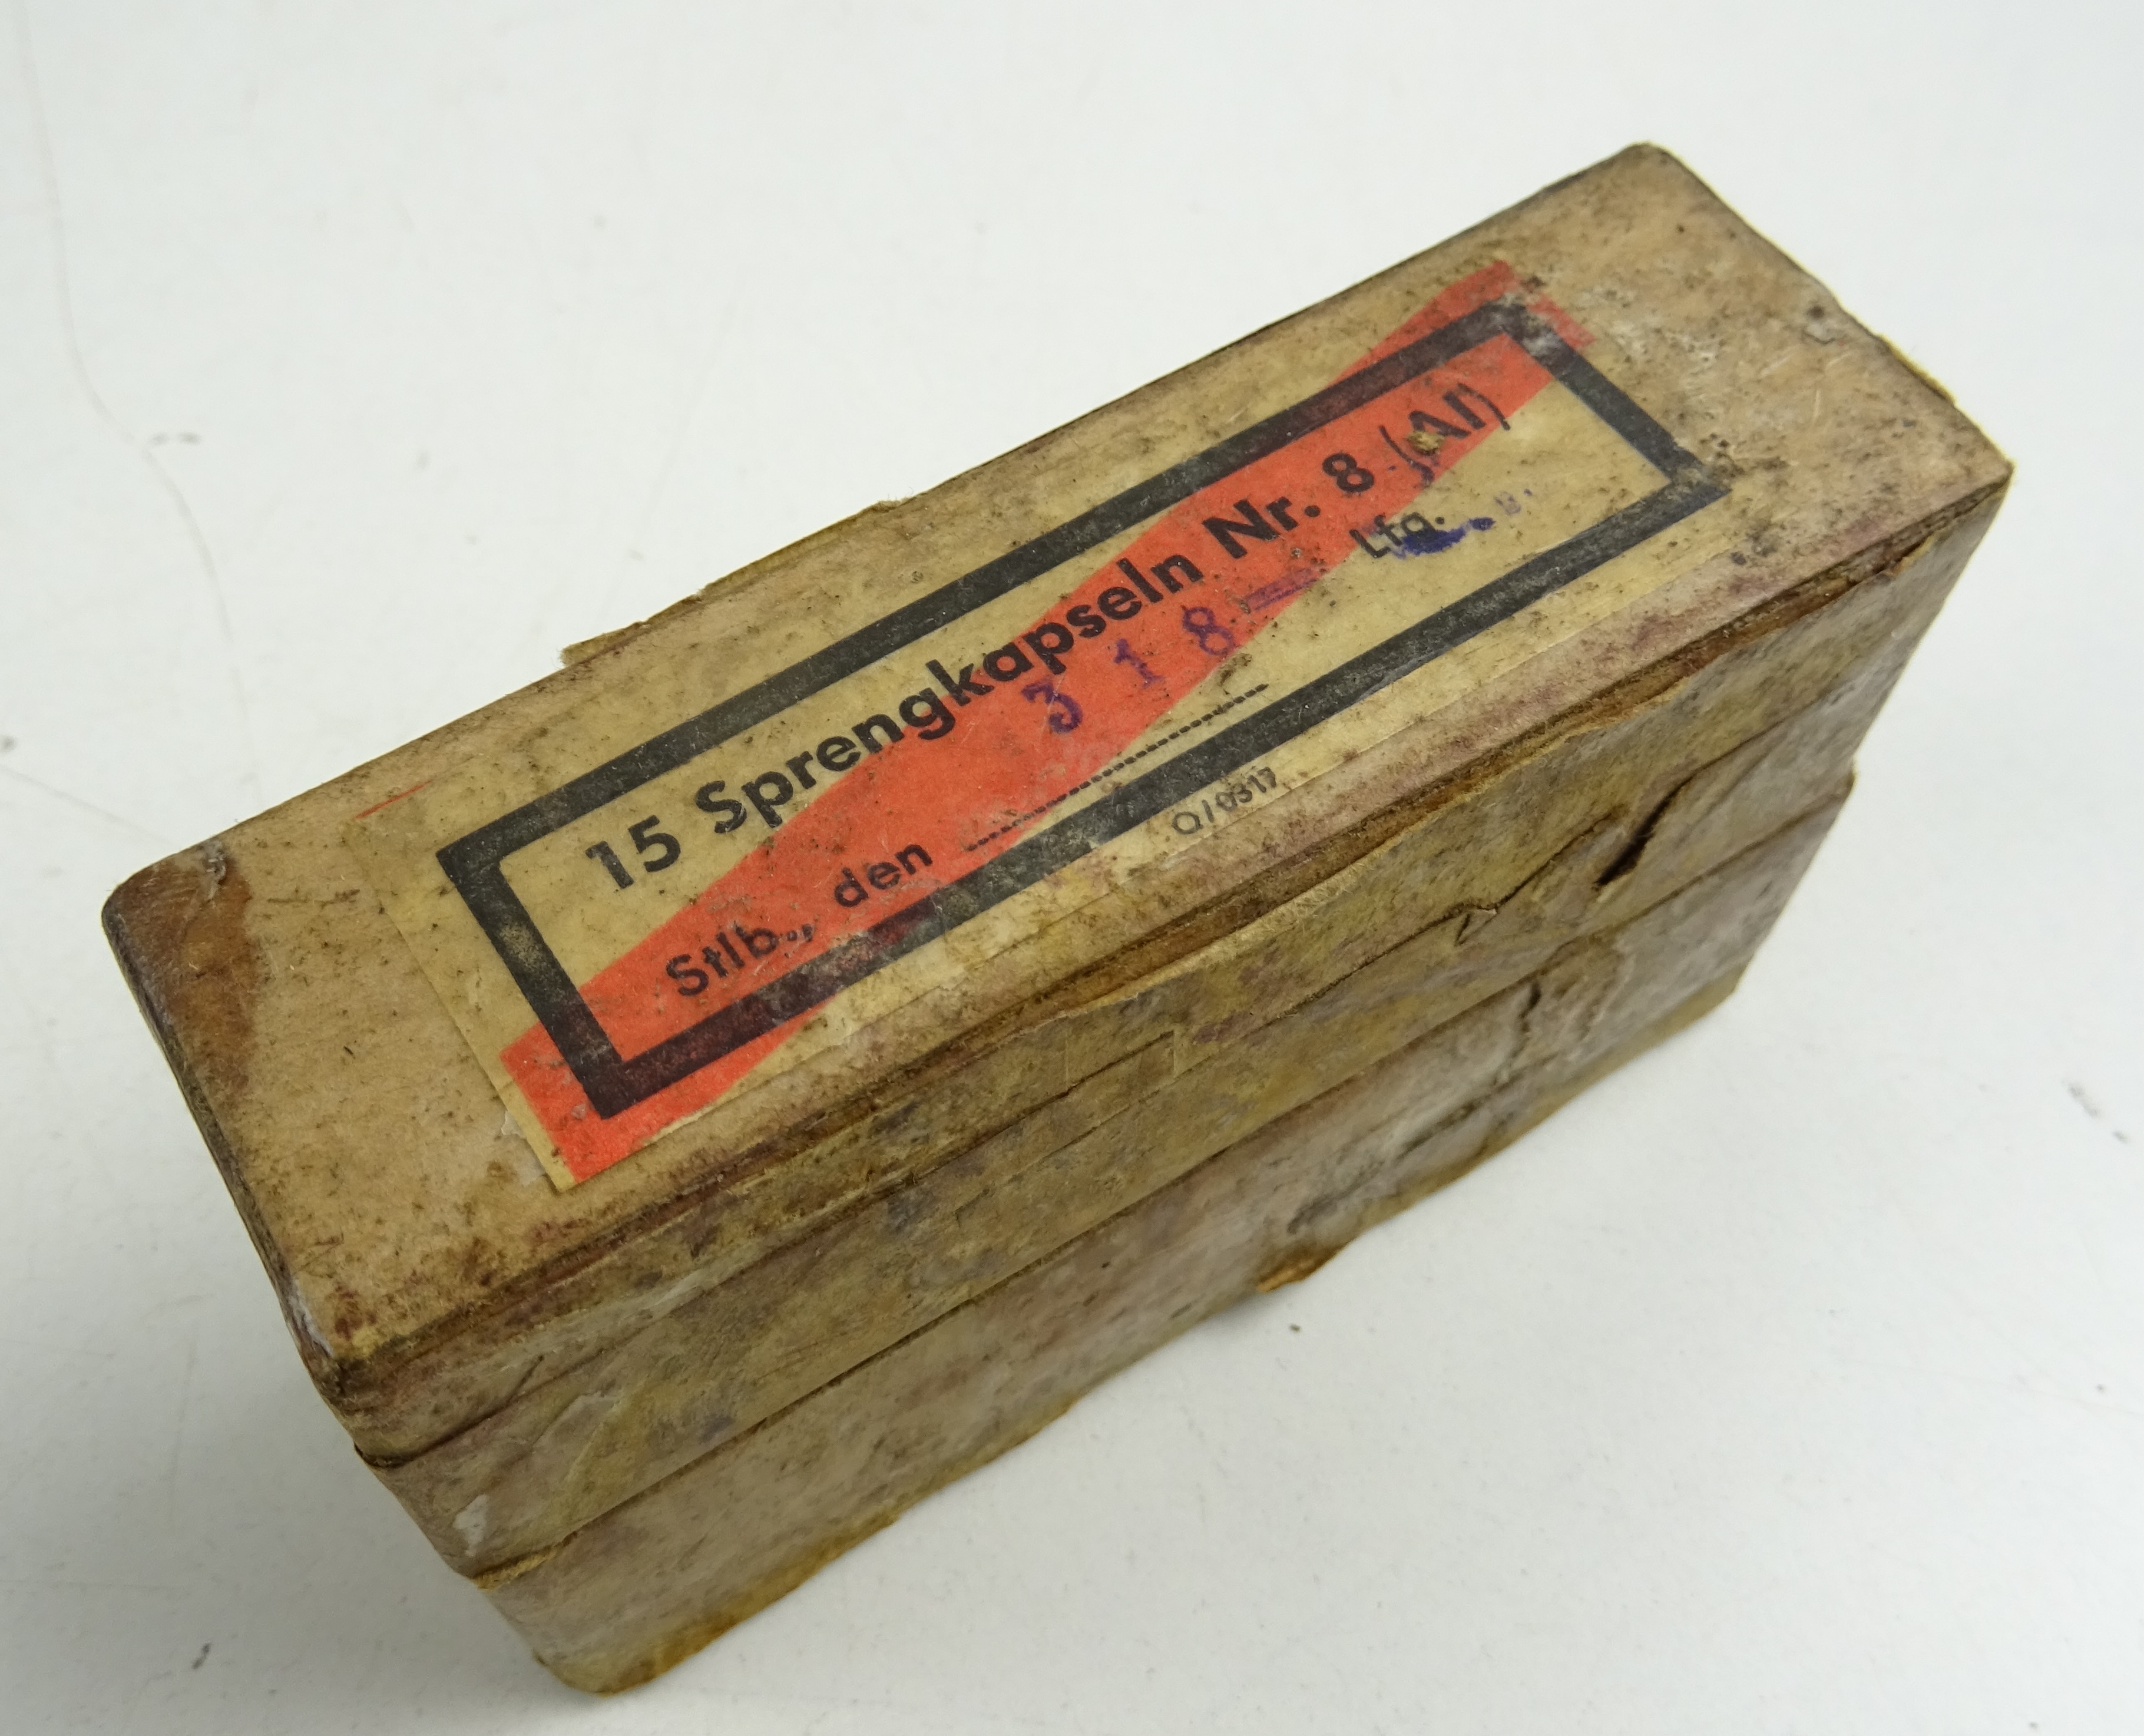 15 Sprengkapseln Nr. 8 (Al)
3 1 8 Lfg.
Stlb., den
Q/0317